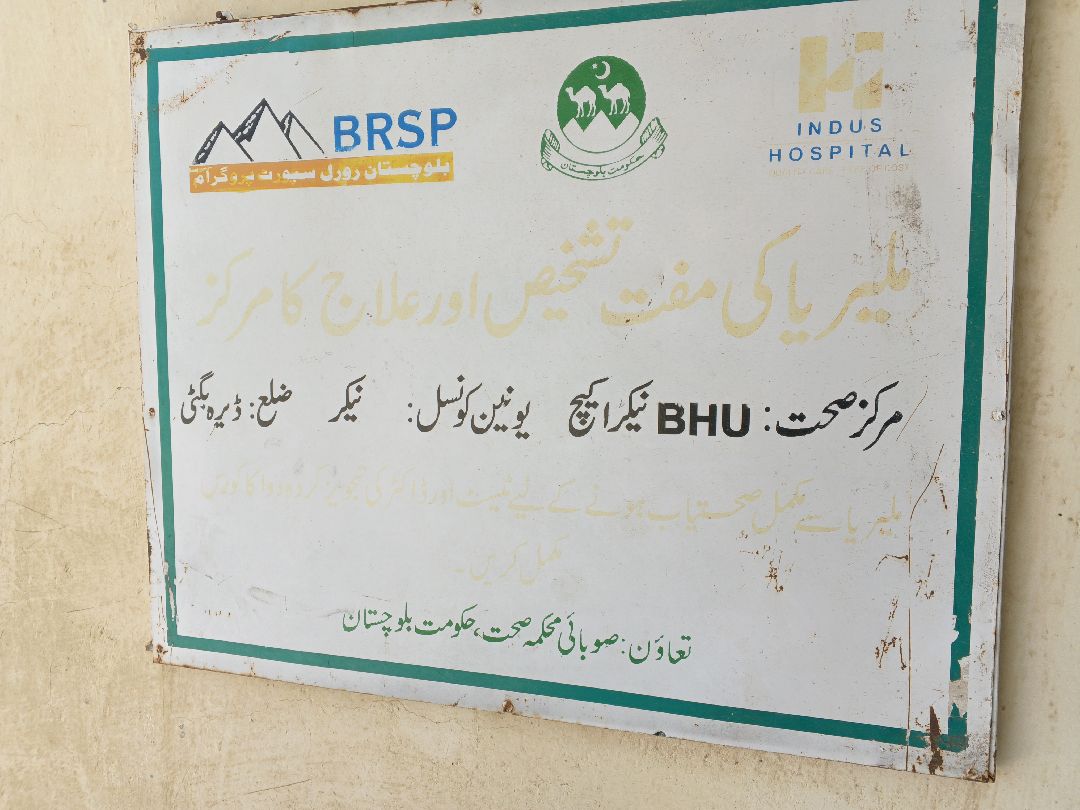 BRSP
بلوچستان رورل سپورٹ پروگرام
حکومت بلوچستان
INDUS
HOSPITAL
ملیریا کی مفت تشخیص اور علاج کا مرکز
مرکز صحت: BHU نیکرا کیچ یونین کونسل: نیکر ضلع: ڈیرہ بگٹی
ملیریا سے مکمل صحتیاب ہونے کے لیے ٹیسٹ اور ڈاکٹر کی تجویز کردہ دوا کا کورس
مکمل کریں۔
تعاؤن: صوبائی محکمہ صحت، حکومت بلوچستان